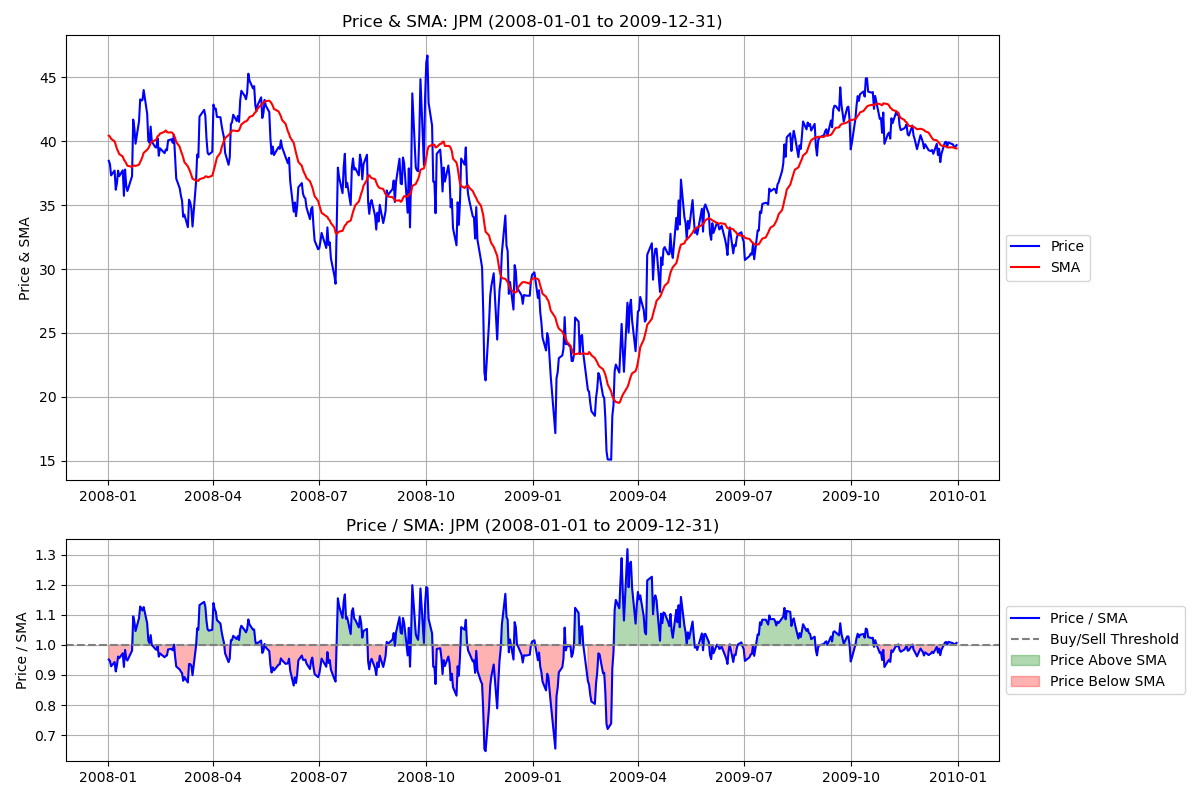 Price & SMA: JPM (2008-01-01 to 2009-12-31)
Price & SMA
45
40
35
30
25
20
15
2008-01 2008-04 2008-07 2008-10 2009-01 2009-04 2009-07 2009-10 2010-01
Price
SMA
Price / SMA: JPM (2008-01-01 to 2009-12-31)
Price / SMA
1.3
1.2
1.1
1.0
0.9
0.8
0.7
2008-01 2008-04 2008-07 2008-10 2009-01 2009-04 2009-07 2009-10 2010-01
Price / SMA
Buy/Sell Threshold
Price Above SMA
Price Below SMA